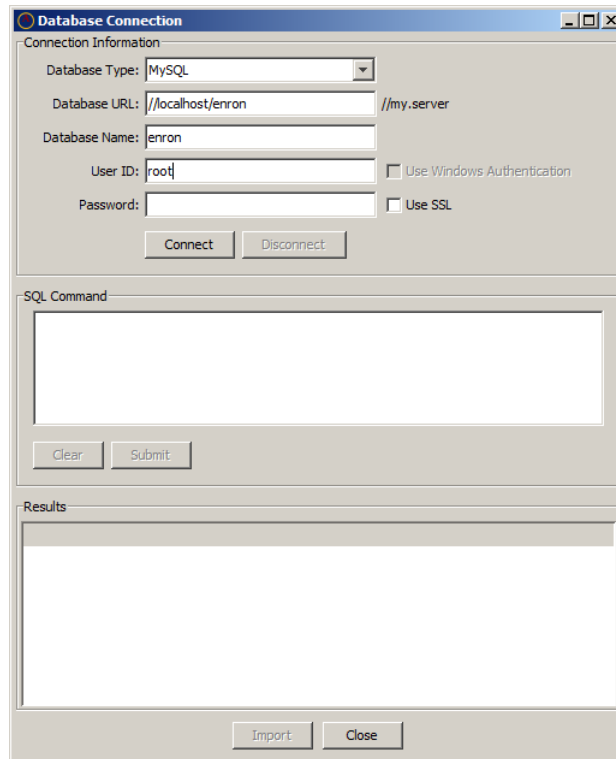 Database Connection
Connection Information
Database Type: MySQL
Database URL: //localhost/enron //my.server
Database Name: enron
User ID: root Use Windows Authentication
Password: Use SSL
Connect Disconnect
SQL Command
Clear Submit
Results
Import Close